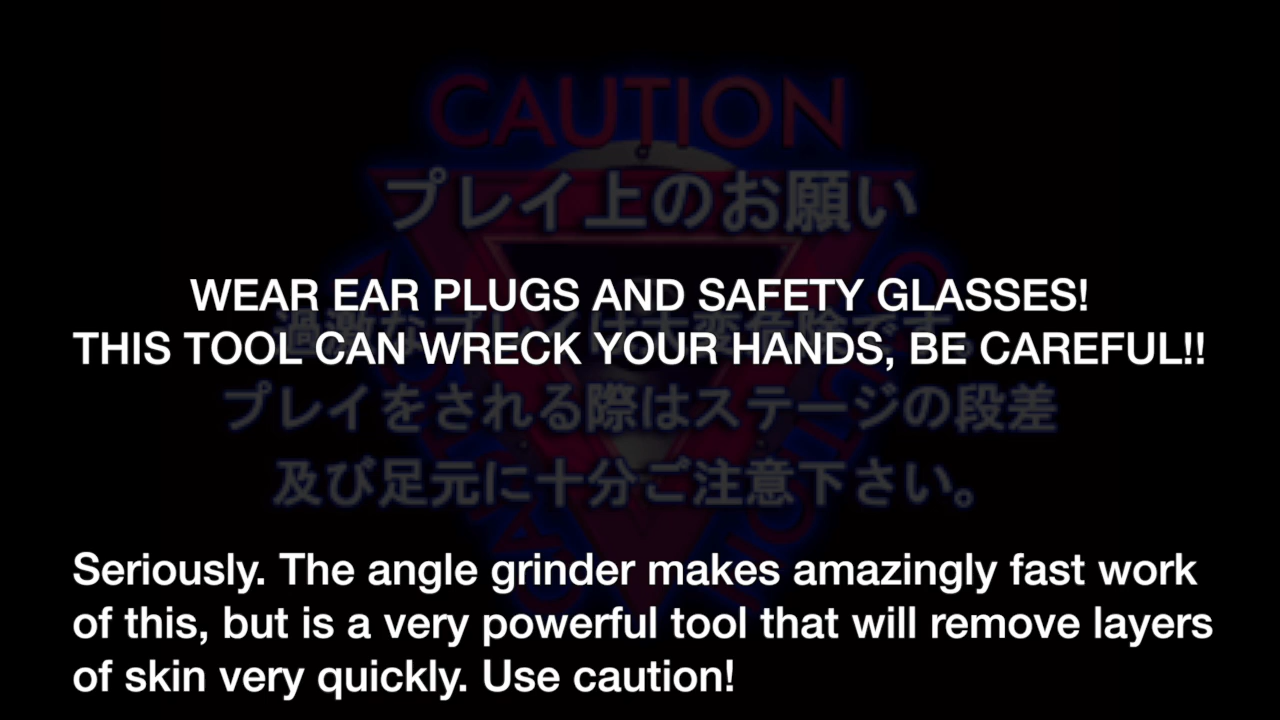 CAUTION
プレイ上のお願い
WEAR EAR PLUGS AND SAFETY GLASSES!
THIS TOOL CAN WRECK YOUR HANDS, BE CAREFUL!!
プレイをされる際はステージの段差
及び足元に十分ご注意下さい。
Seriously. The angle grinder makes amazingly fast work
of this, but is a very powerful tool that will remove layers
of skin very quickly. Use caution!